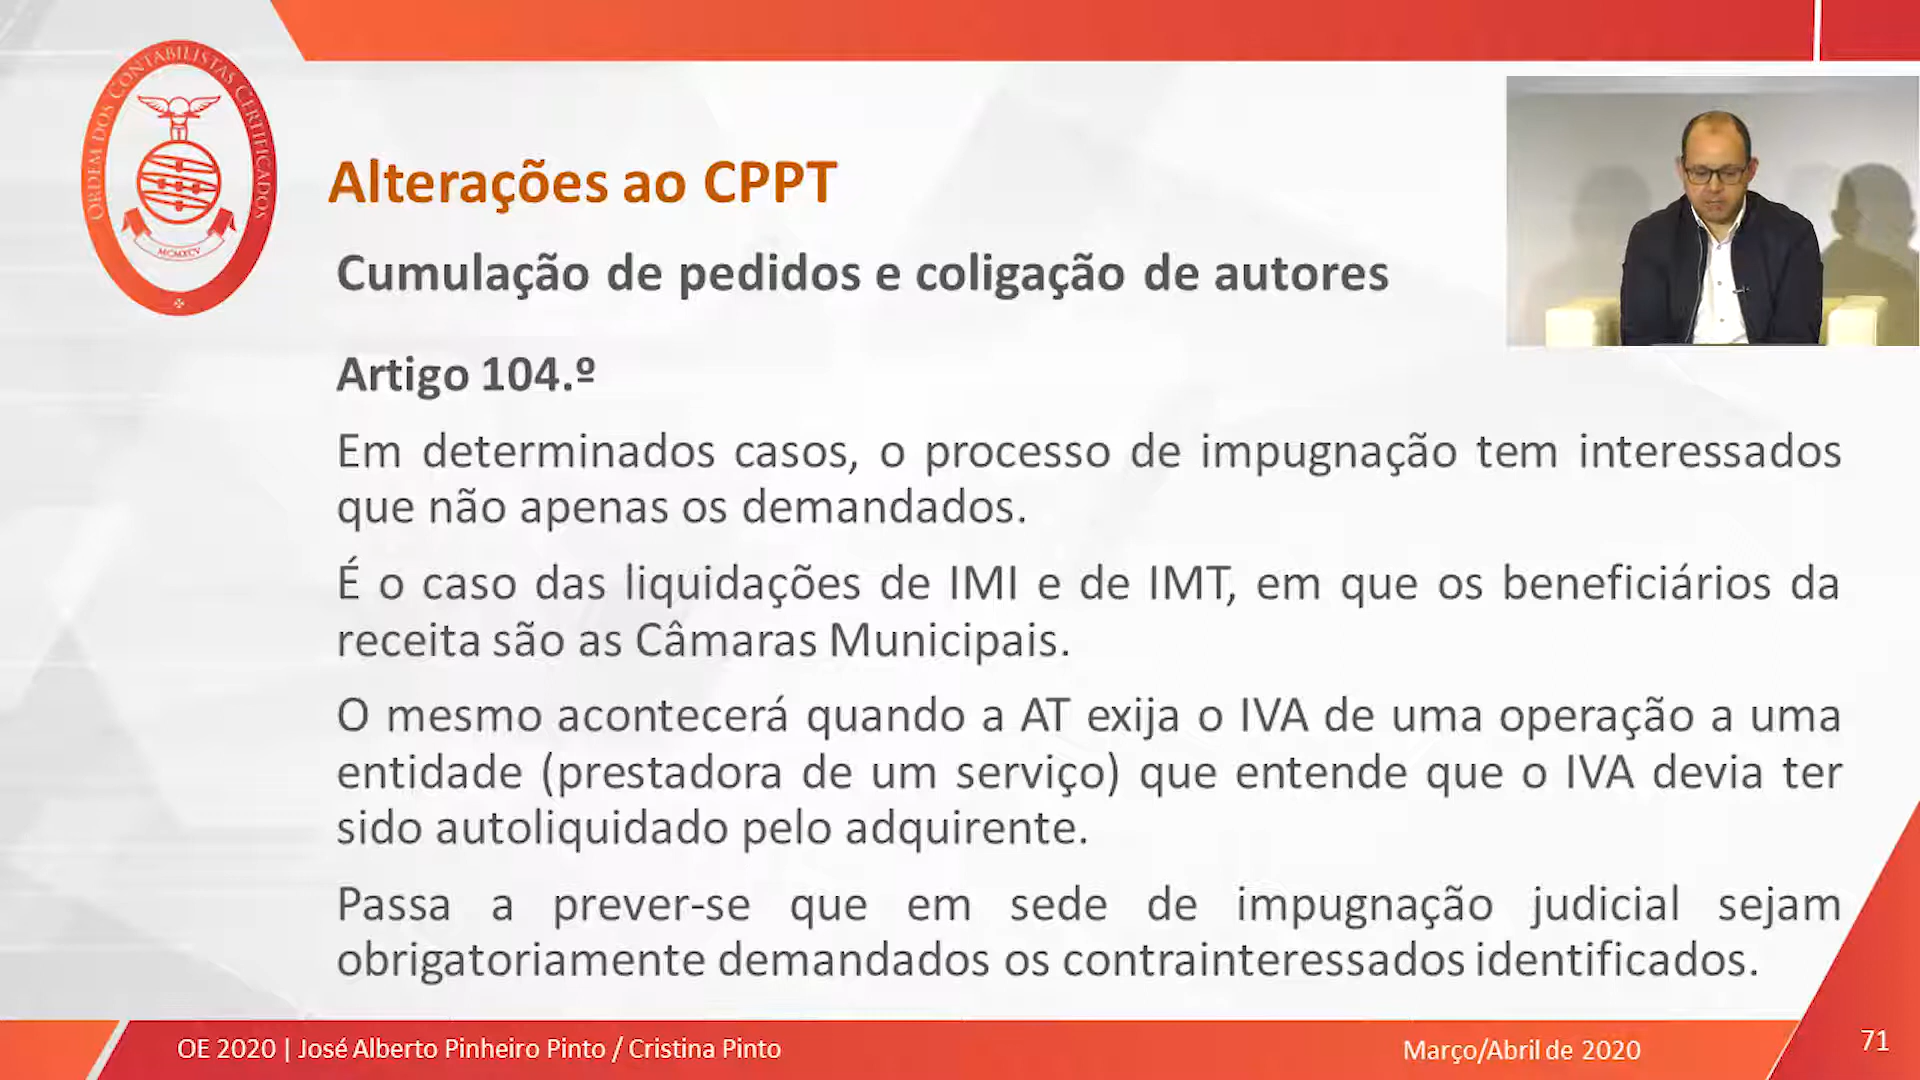 ORDEM DOS CONTABILISTAS CERTIFICADOS
MCMXCV
Alterações ao CPPT
Cumulação de pedidos e coligação de autores
Artigo 104.º
Em determinados casos, o processo de impugnação tem interessados
que não apenas os demandados.
É o caso das liquidações de IMI e de IMT, em que os beneficiários da
receita são as Câmaras Municipais.
O mesmo acontecerá quando a AT exija o IVA de uma operação a uma
entidade (prestadora de um serviço) que entende que o IVA devia ter
sido autoliquidado pelo adquirente.
Passa a prever-se que em sede de impugnação judicial sejam
obrigatoriamente demandados os contrainteressados identificados.
OE 2020 | José Alberto Pinheiro Pinto / Cristina Pinto
Março/Abril de 2020
71